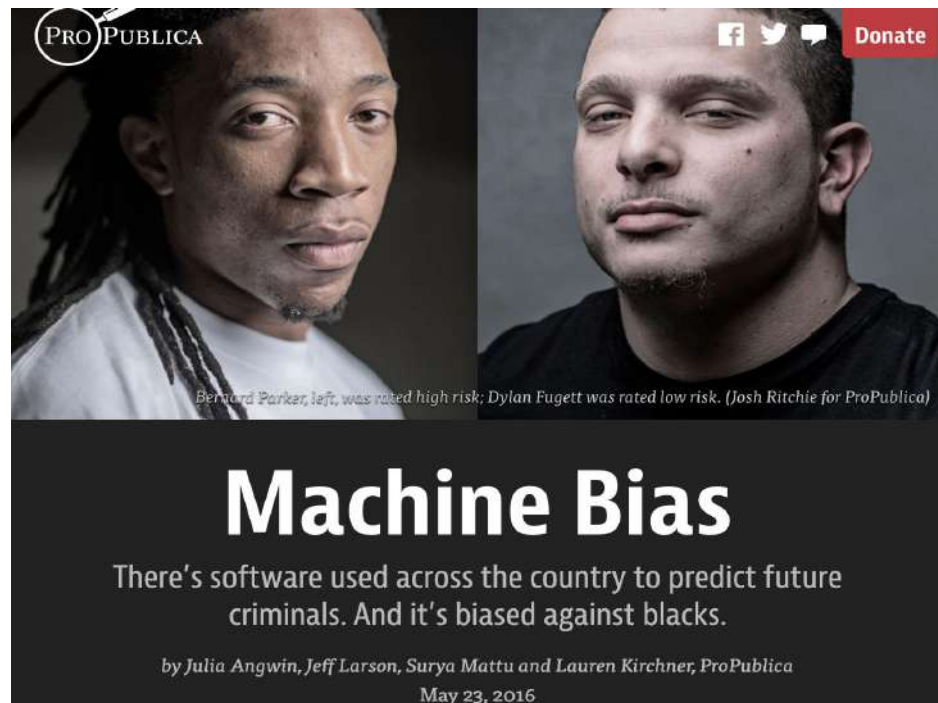 PRO PUBLICA
Donate
Bernard Parker, left, was rated high risk; Dylan Fugett was rated low risk. (Josh Ritchie for ProPublica)
Machine Bias
There’s software used across the country to predict future
criminals. And it’s biased against blacks.
by Julia Angwin, Jeff Larson, Surya Mattu and Lauren Kirchner, ProPublica
May 23, 2016